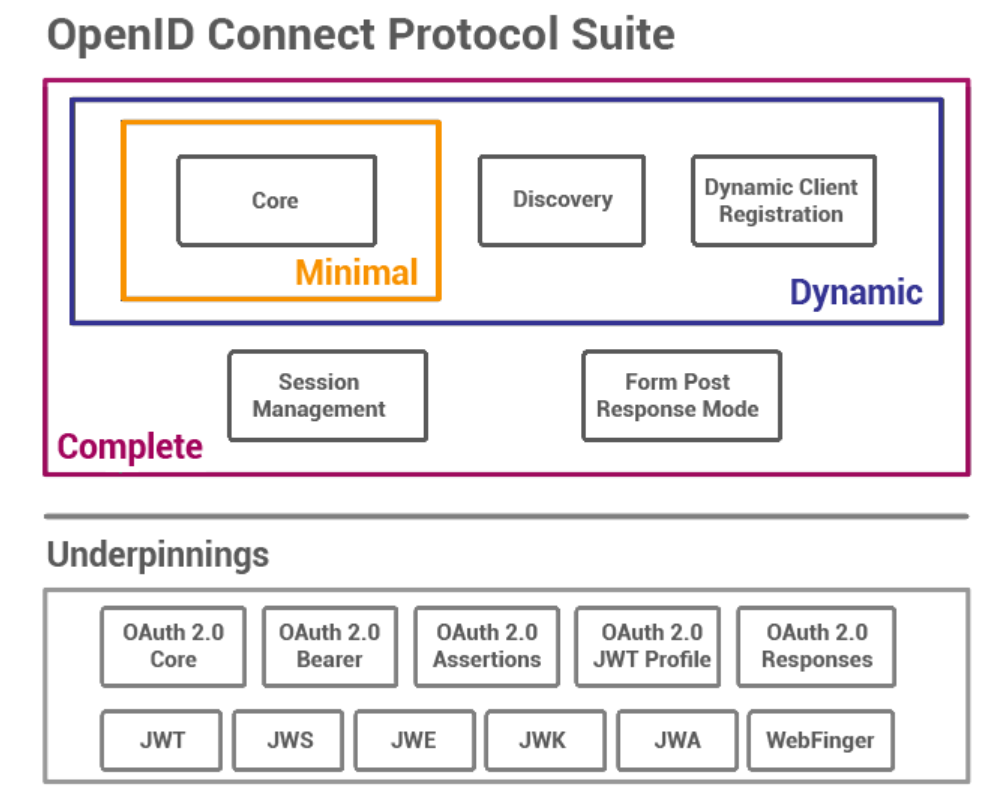 OpenID Connect Protocol Suite
Core
Discovery
Dynamic Client
Registration
Minimal
Dynamic
Session
Management
Form Post
Response Mode
Complete
Underpinnings
OAuth 2.0
Core
OAuth 2.0
Bearer
OAuth 2.0
Assertions
OAuth 2.0
JWT Profile
OAuth 2.0
Responses
JWT
JWS
JWE
JWK
JWA
WebFinger